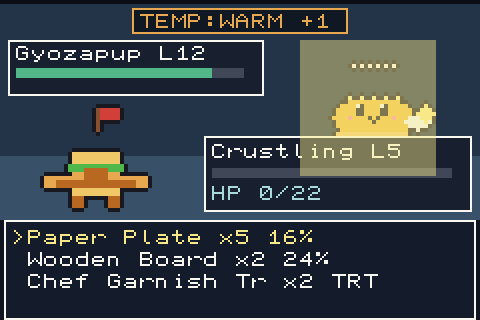 TEMP:WARM +1
Gyozapup L12
Crustling L5
HP 0/22
>Paper Plate x5 16%
Wooden Board x2 24%
Chef Garnish Tr x2 TRT